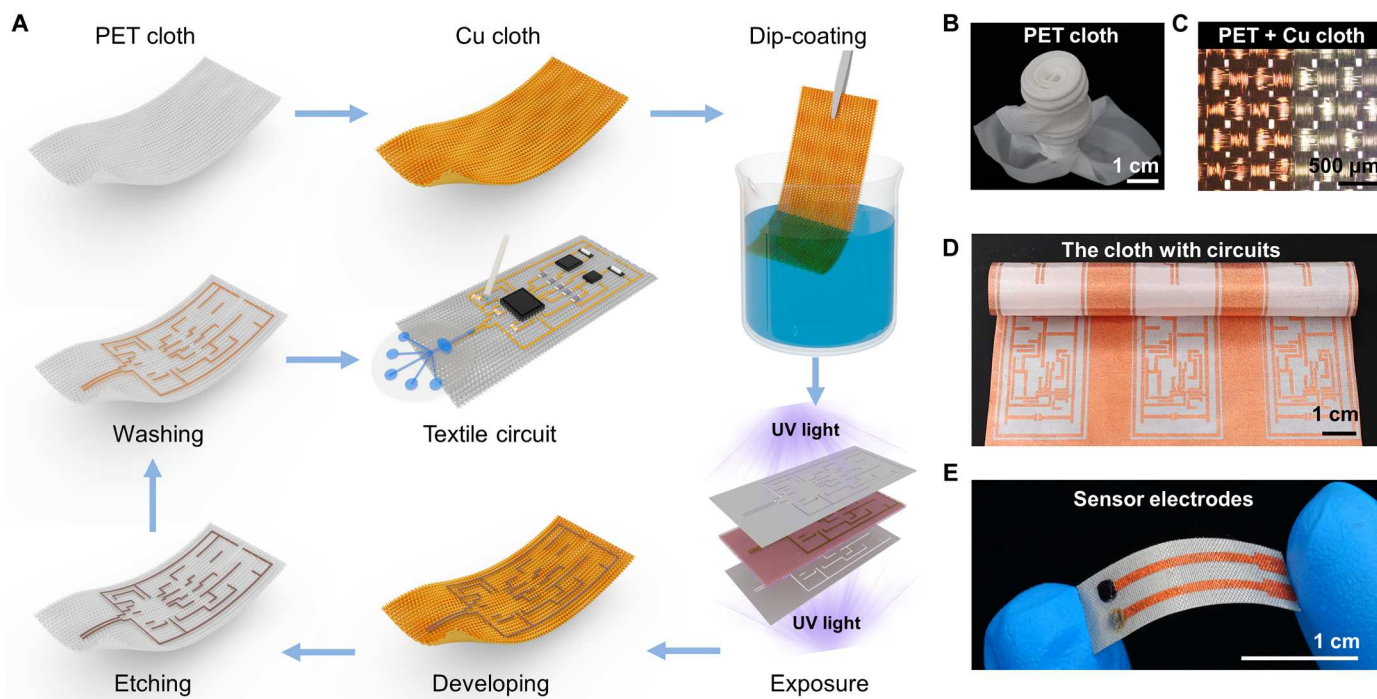 A
PET cloth
Cu cloth
Dip-coating
Washing
Textile circuit
UV light
UV light
Etching
Developing
Exposure
B
PET cloth
1 cm
C
PET + Cu cloth
500 μm
D
The cloth with circuits
1 cm
E
Sensor electrodes
1 cm